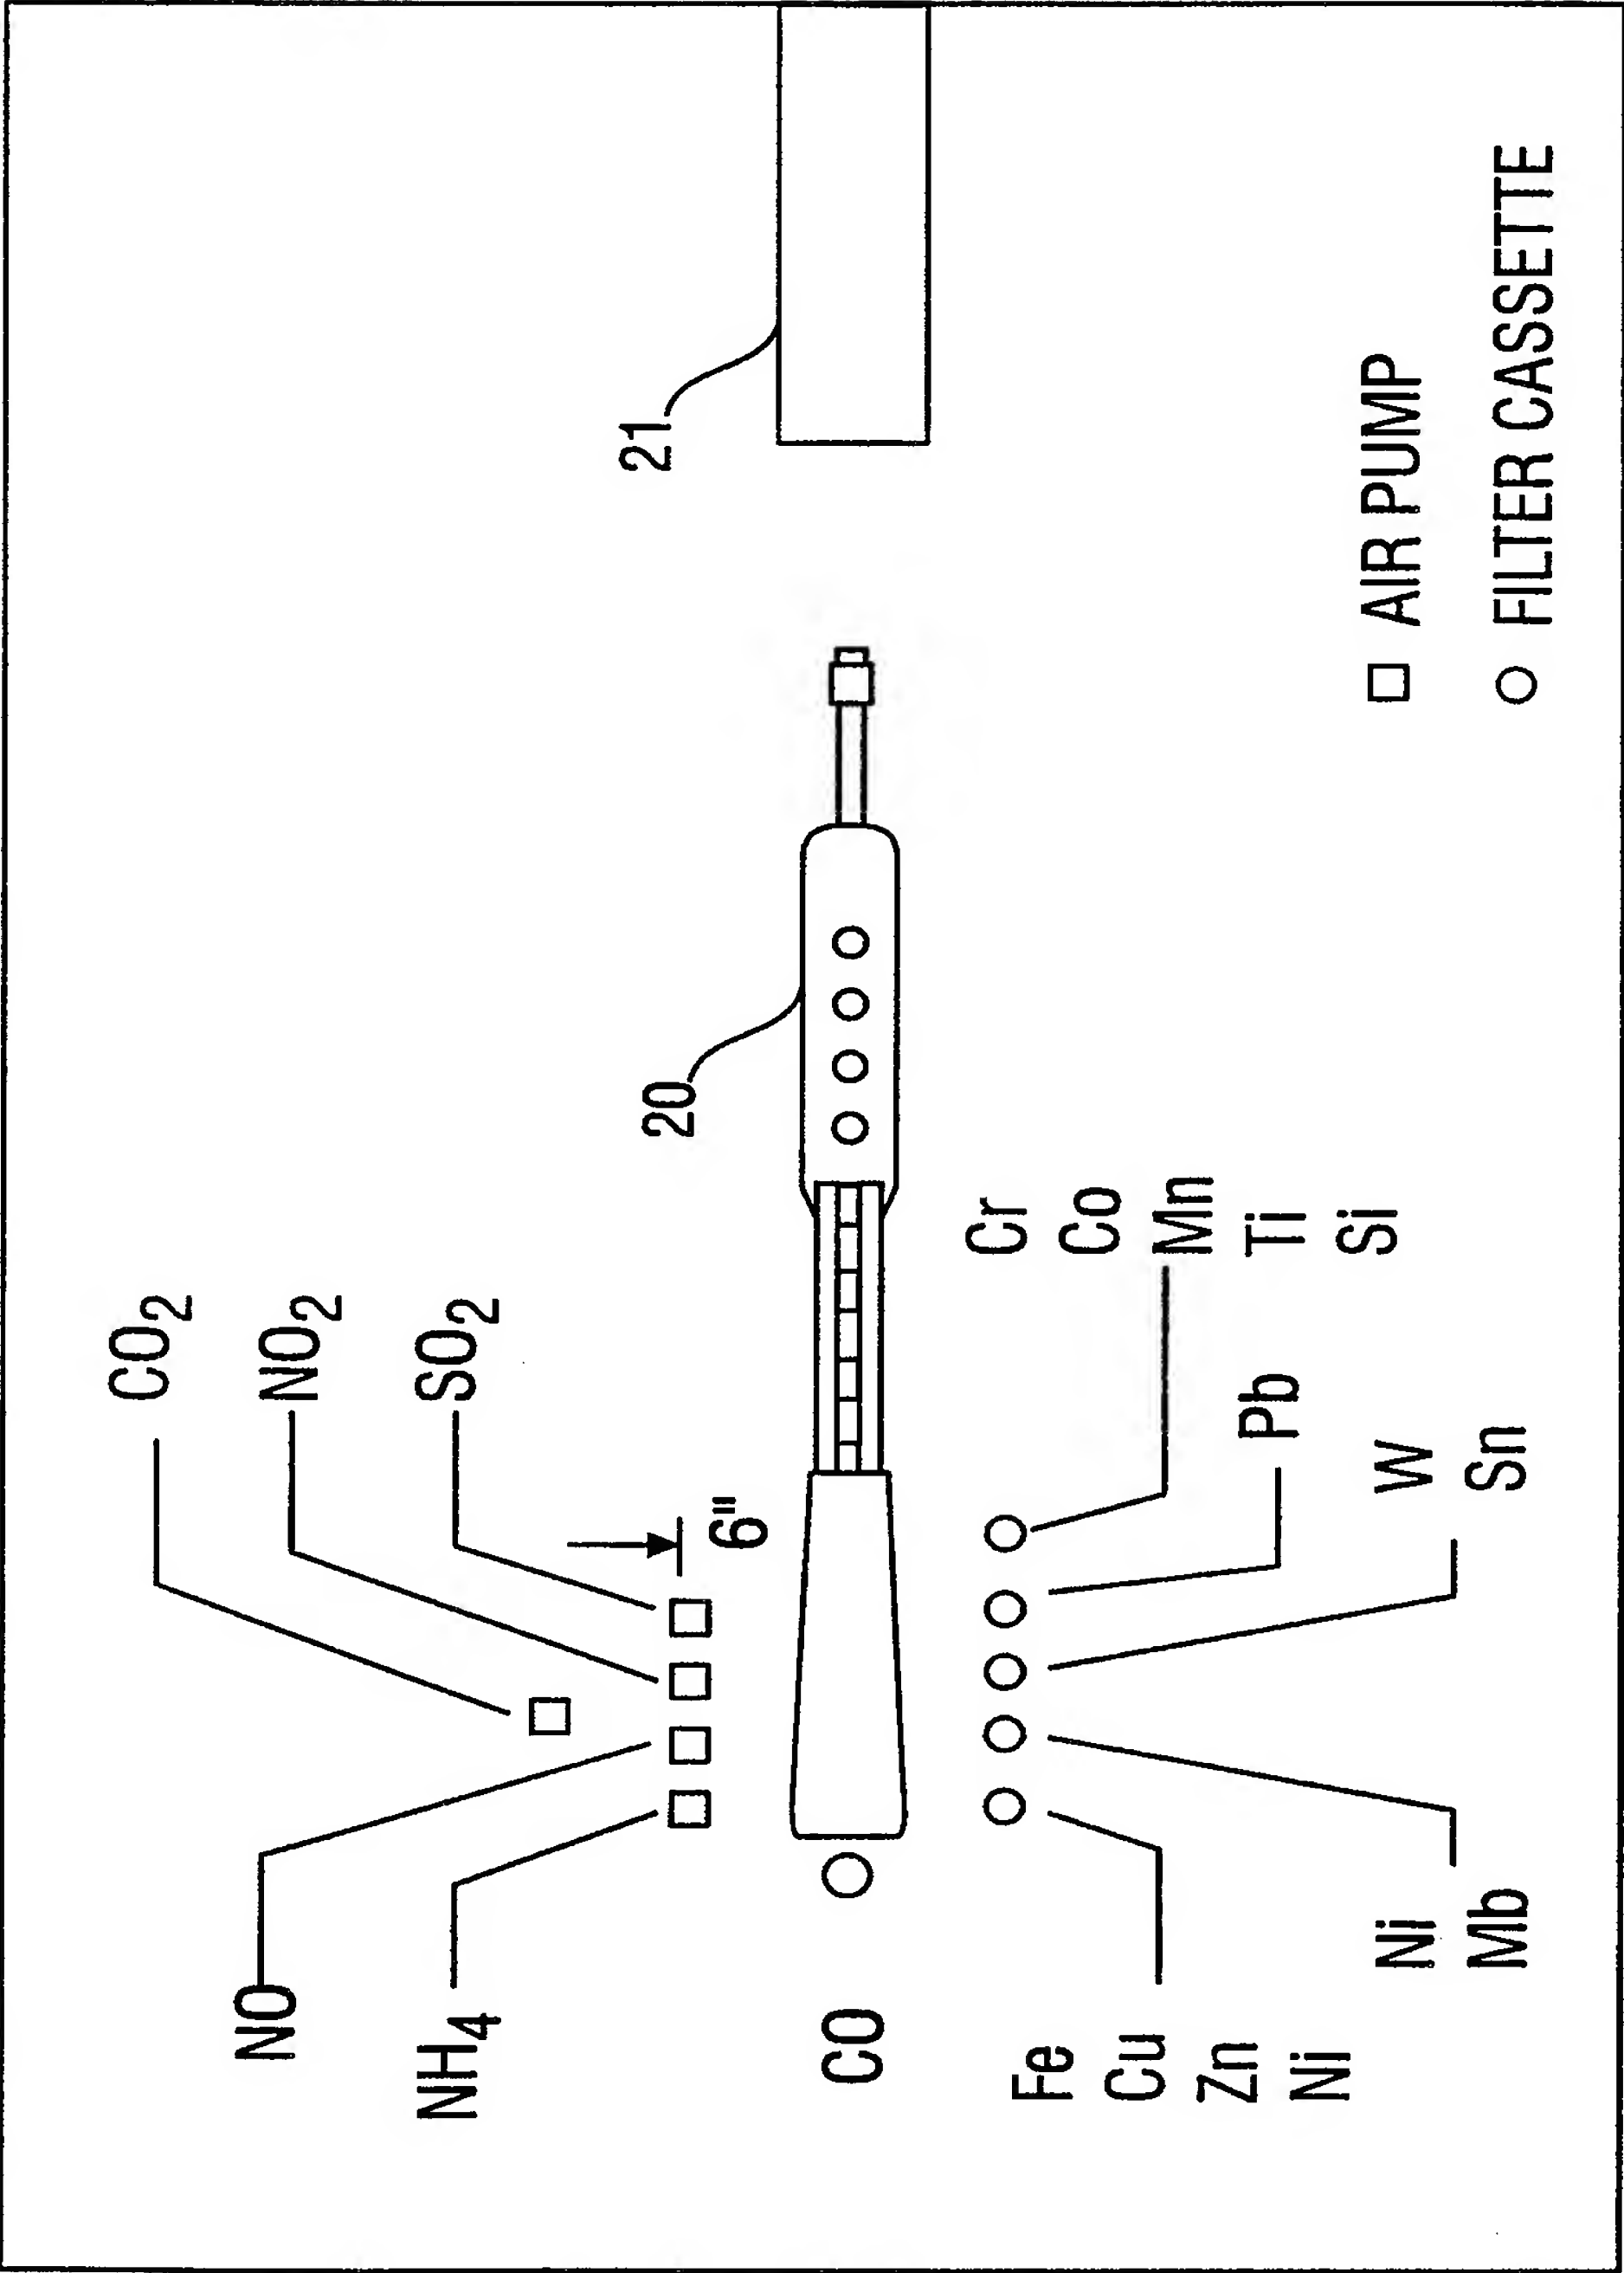 CO2
NO2
SO2
NO
NH4
6"
20
21
CO
Cr
Co
Mn
Ti
Si
Pb
W
Sn
Ni
Mb
Fe
Cu
Zn
Ni
□ AIR PUMP
○ FILTER CASSETTE